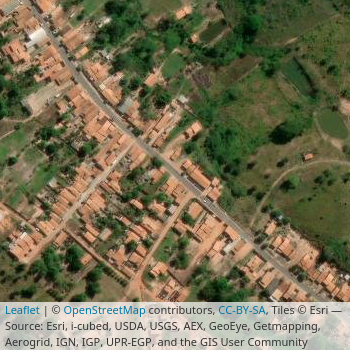 Leaflet | © OpenStreetMap contributors, CC-BY-SA, Tiles © Esri —
Source: Esri, i-cubed, USDA, USGS, AEX, GeoEye, Getmapping,
Aerogrid, IGN, IGP, UPR-EGP, and the GIS User Community